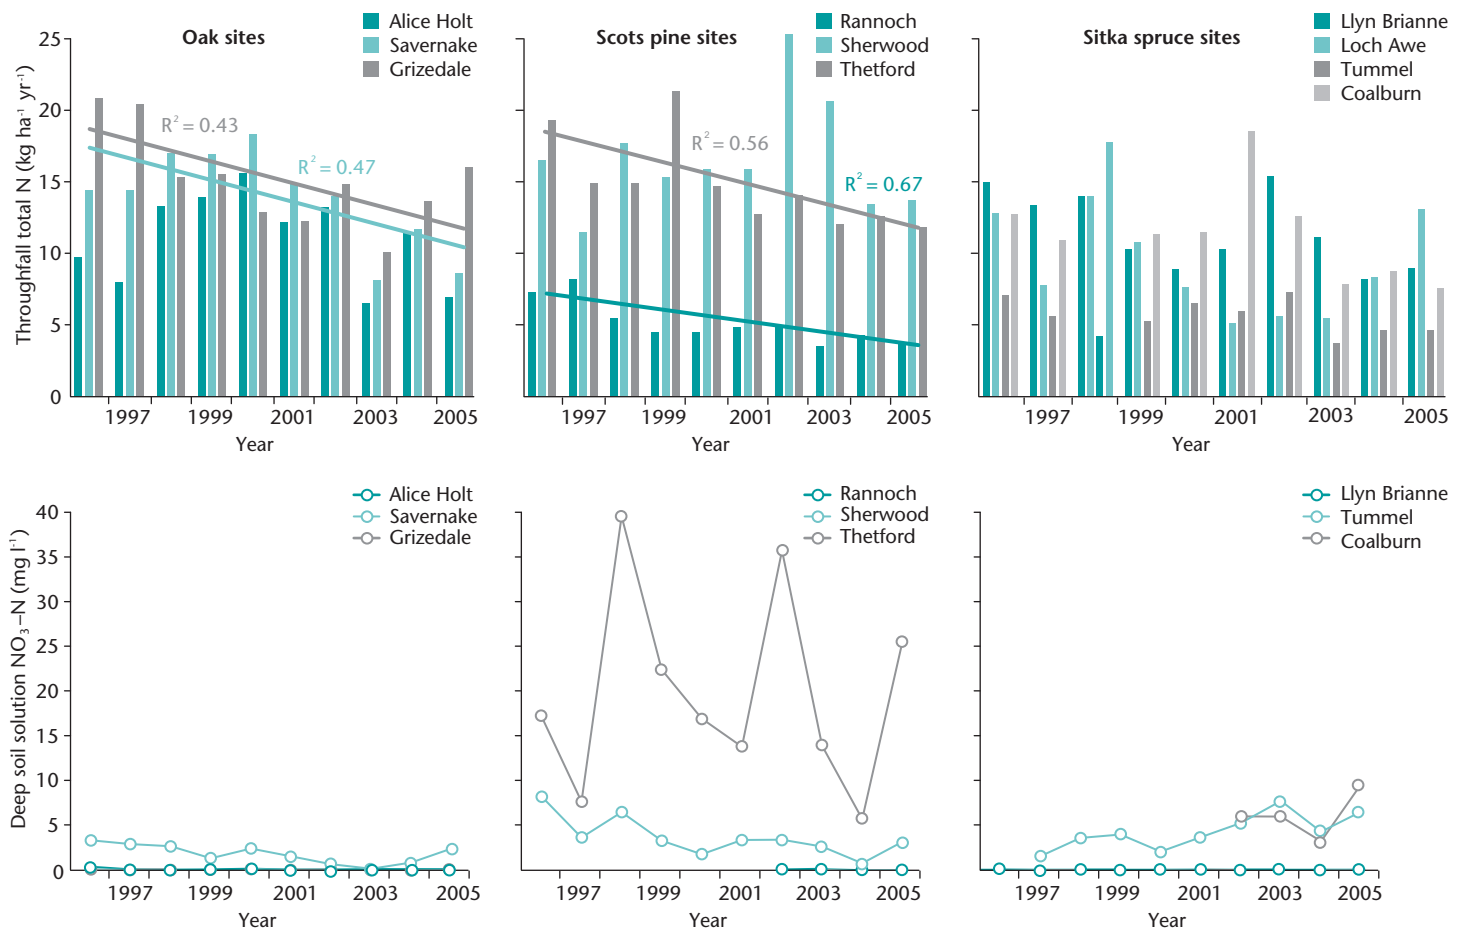 Oak sites
Alice Holt
Savernake
Grizedale
Scots pine sites
Rannoch
Sherwood
Thetford
Sitka spruce sites
Llyn Brianne
Loch Awe
Tummel
Coalburn
Throughfall total N (kg ha⁻¹ yr⁻¹)
25
20
15
10
5
0
R² = 0.43
R² = 0.47
R² = 0.56
R² = 0.67
1997 1999 2001 2003 2005
Year
1997 1999 2001 2003 2005
Year
1997 1999 2001 2003 2005
Year
Alice Holt
Savernake
Grizedale
Rannoch
Sherwood
Thetford
Llyn Brianne
Tummel
Coalburn
Deep soil solution NO₃–N (mg l⁻¹)
40
35
30
25
20
15
10
5
0
1997 1999 2001 2003 2005
Year
1997 1999 2001 2003 2005
Year
1997 1999 2001 2003 2005
Year